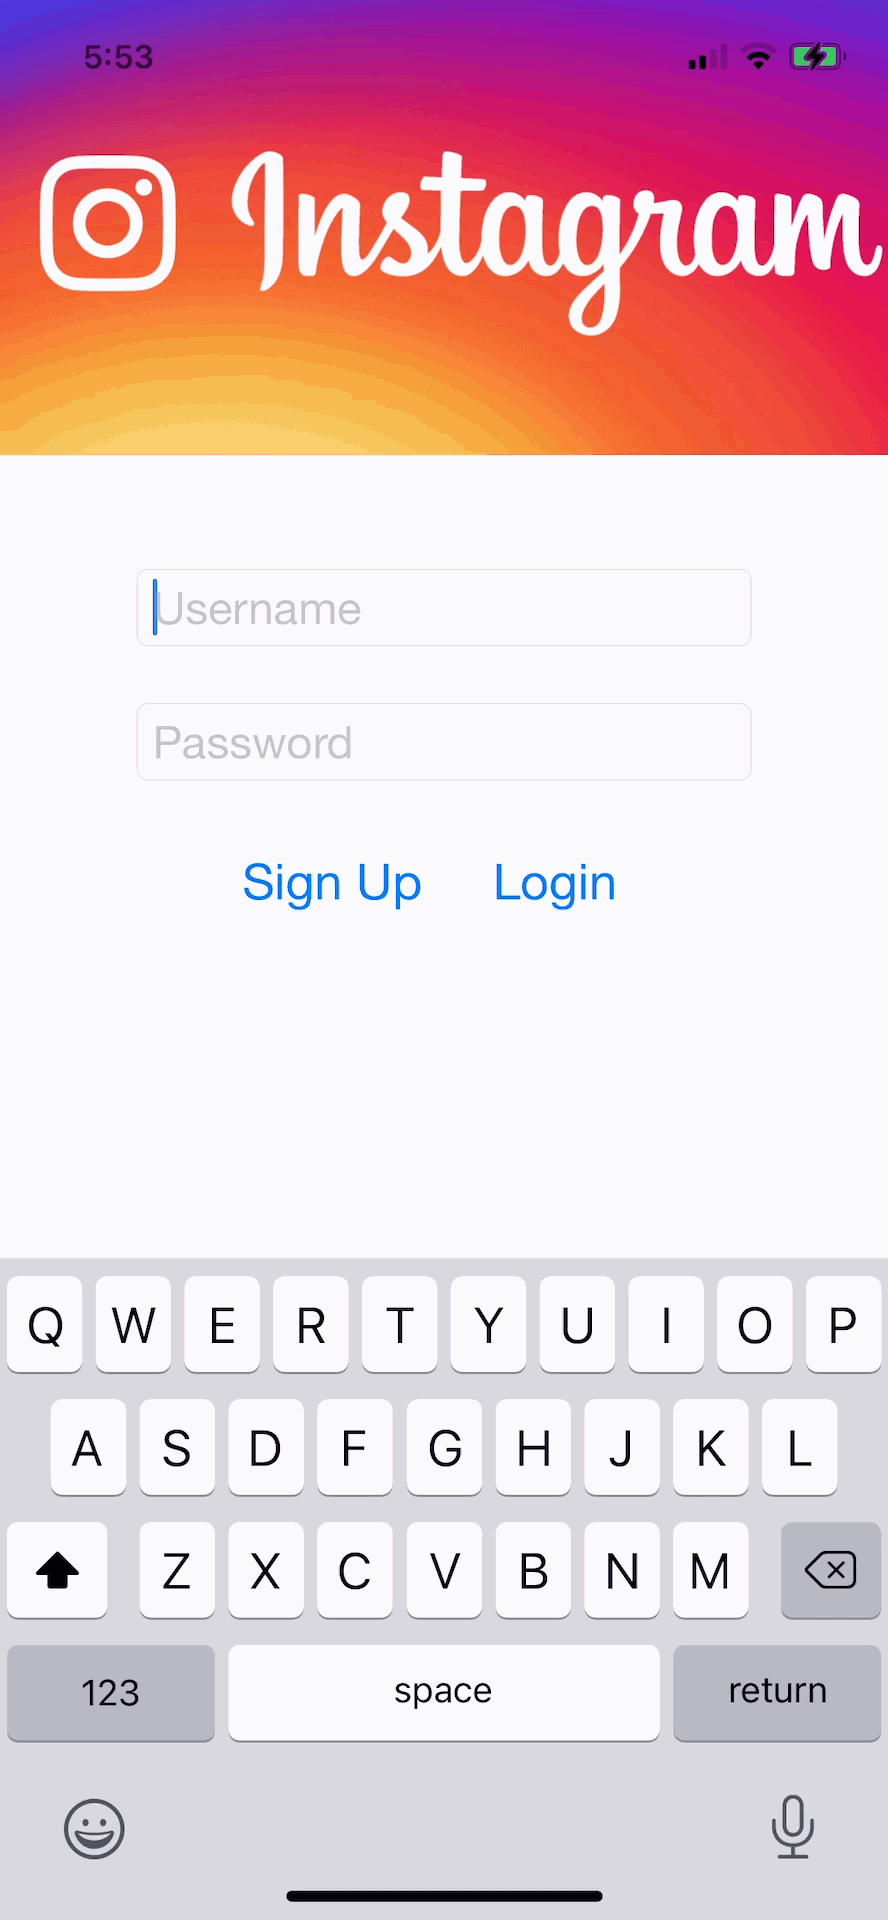 5:53
Instagram
Username
Password
Sign Up Login
Q W E R T Y U I O P
A S D F G H J K L
Z X C V B N M
123 space return